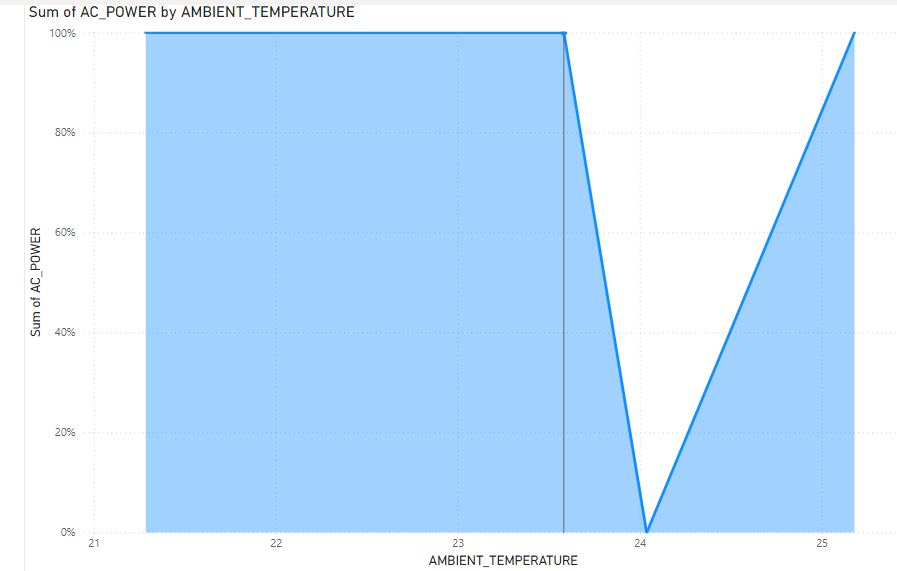 Sum of AC_POWER by AMBIENT_TEMPERATURE
100%
80%
60%
40%
20%
0%
Sum of AC_POWER
21 22 23 24 25
AMBIENT_TEMPERATURE